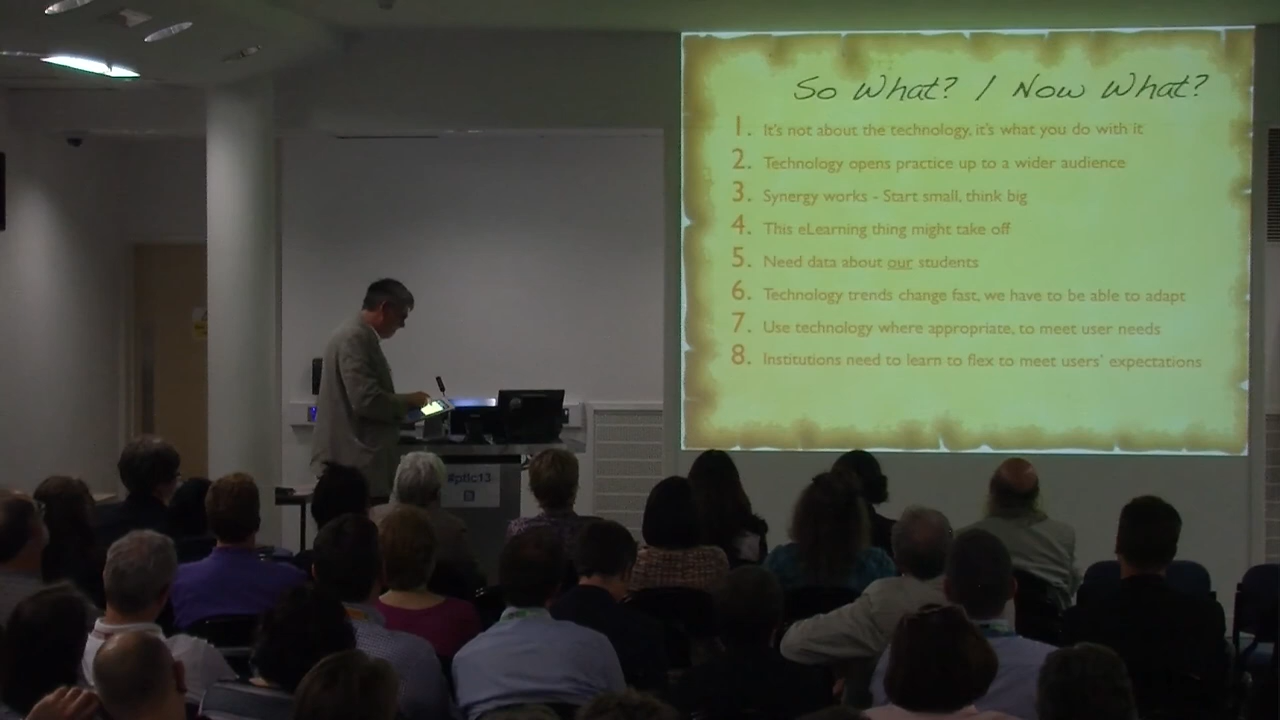 So What? / Now What?
1. It's not about the technology, it's what you do with it
2. Technology opens practice up to a wider audience
3. Synergy works - Start small, think big
4. This eLearning thing might take off
5. Need data about our students
6. Technology trends change fast, we have to be able to adapt
7. Use technology where appropriate, to meet user needs
8. Institutions need to learn to flex to meet users' expectations
#ptlc13